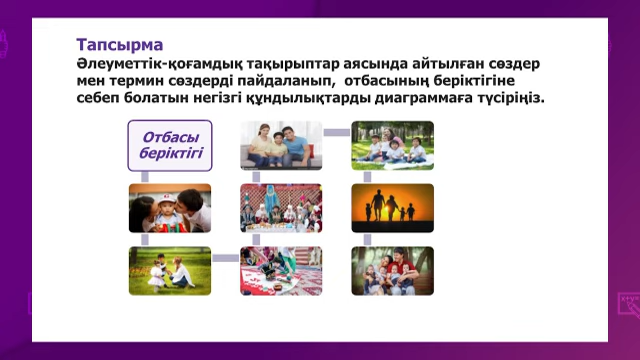 Тапсырма
Әлеуметтік-қоғамдық тақырыптар аясында айтылған сөздер
мен термин сөздерді пайдаланып, отбасының беріктігіне
себеп болатын негізгі құндылықтарды диаграммаға түсіріңіз.
Отбасы
беріктігі